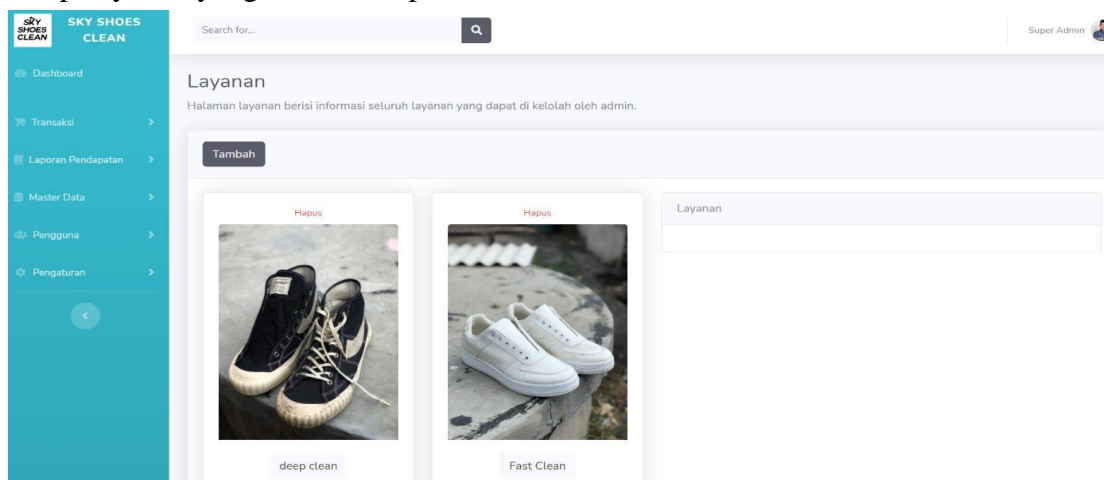 SKY
SHOES
CLEAN
SKY SHOES
CLEAN
Search for...
Super Admin
Dashboard
Layanan
Halaman layanan berisi informasi seluruh layanan yang dapat di kelolah oleh admin.
Transaksi
Tambah
Laporan Pendapatan
Master Data
Hapus
Hapus
Layanan
Pengguna
Pengaturan
deep clean
Fast Clean